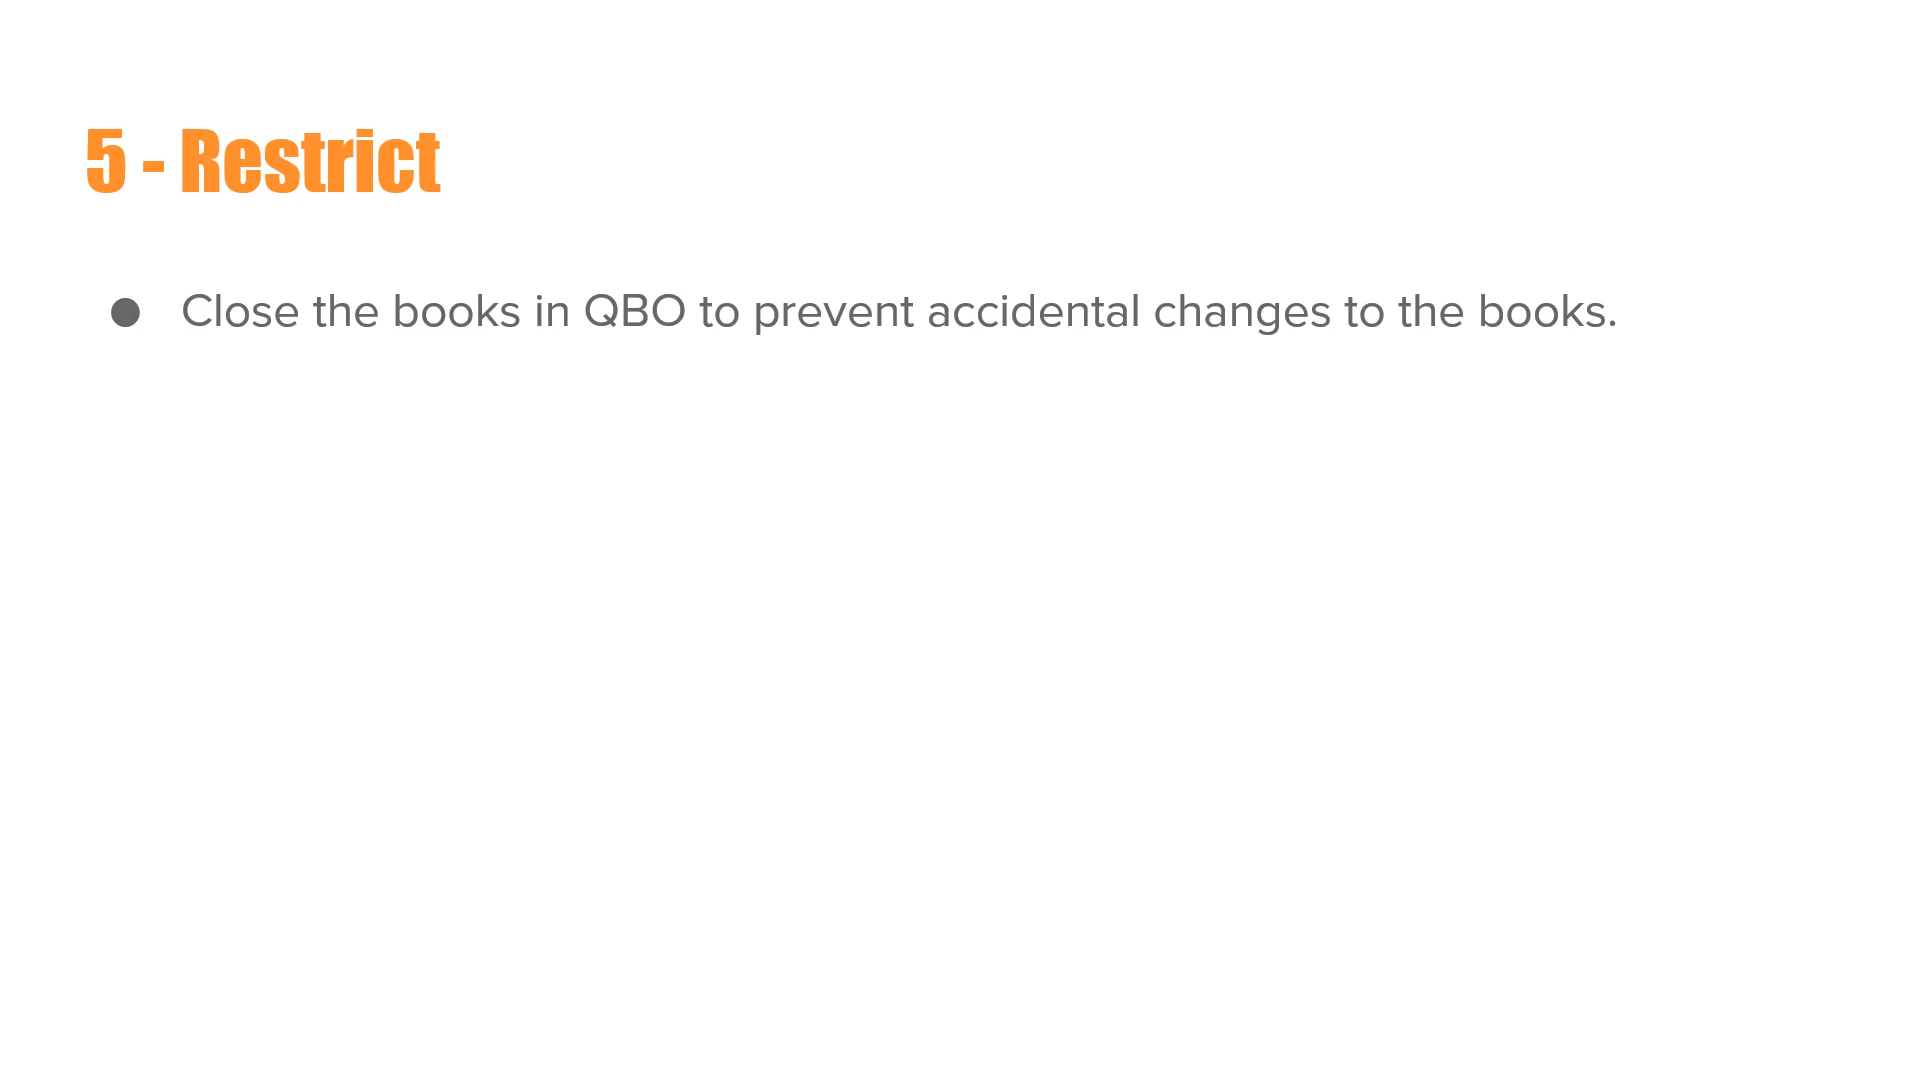 5 - Restrict
● Close the books in QBO to prevent accidental changes to the books.